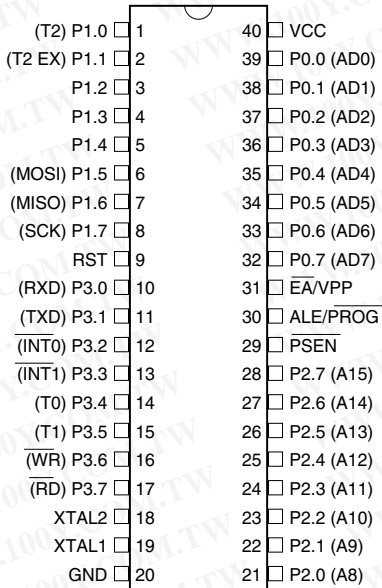 (T2) P1.0 1 40 VCC
(T2 EX) P1.1 2 39 P0.0 (AD0)
P1.2 3 38 P0.1 (AD1)
P1.3 4 37 P0.2 (AD2)
P1.4 5 36 P0.3 (AD3)
(MOSI) P1.5 6 35 P0.4 (AD4)
(MISO) P1.6 7 34 P0.5 (AD5)
(SCK) P1.7 8 33 P0.6 (AD6)
RST 9 32 P0.7 (AD7)
(RXD) P3.0 10 31 EA/VPP
(TXD) P3.1 11 30 ALE/PROG
(INT0) P3.2 12 29 PSEN
(INT1) P3.3 13 28 P2.7 (A15)
(T0) P3.4 14 27 P2.6 (A14)
(T1) P3.5 15 26 P2.5 (A13)
(WR) P3.6 16 25 P2.4 (A12)
(RD) P3.7 17 24 P2.3 (A11)
XTAL2 18 23 P2.2 (A10)
XTAL1 19 22 P2.1 (A9)
GND 20 21 P2.0 (A8)